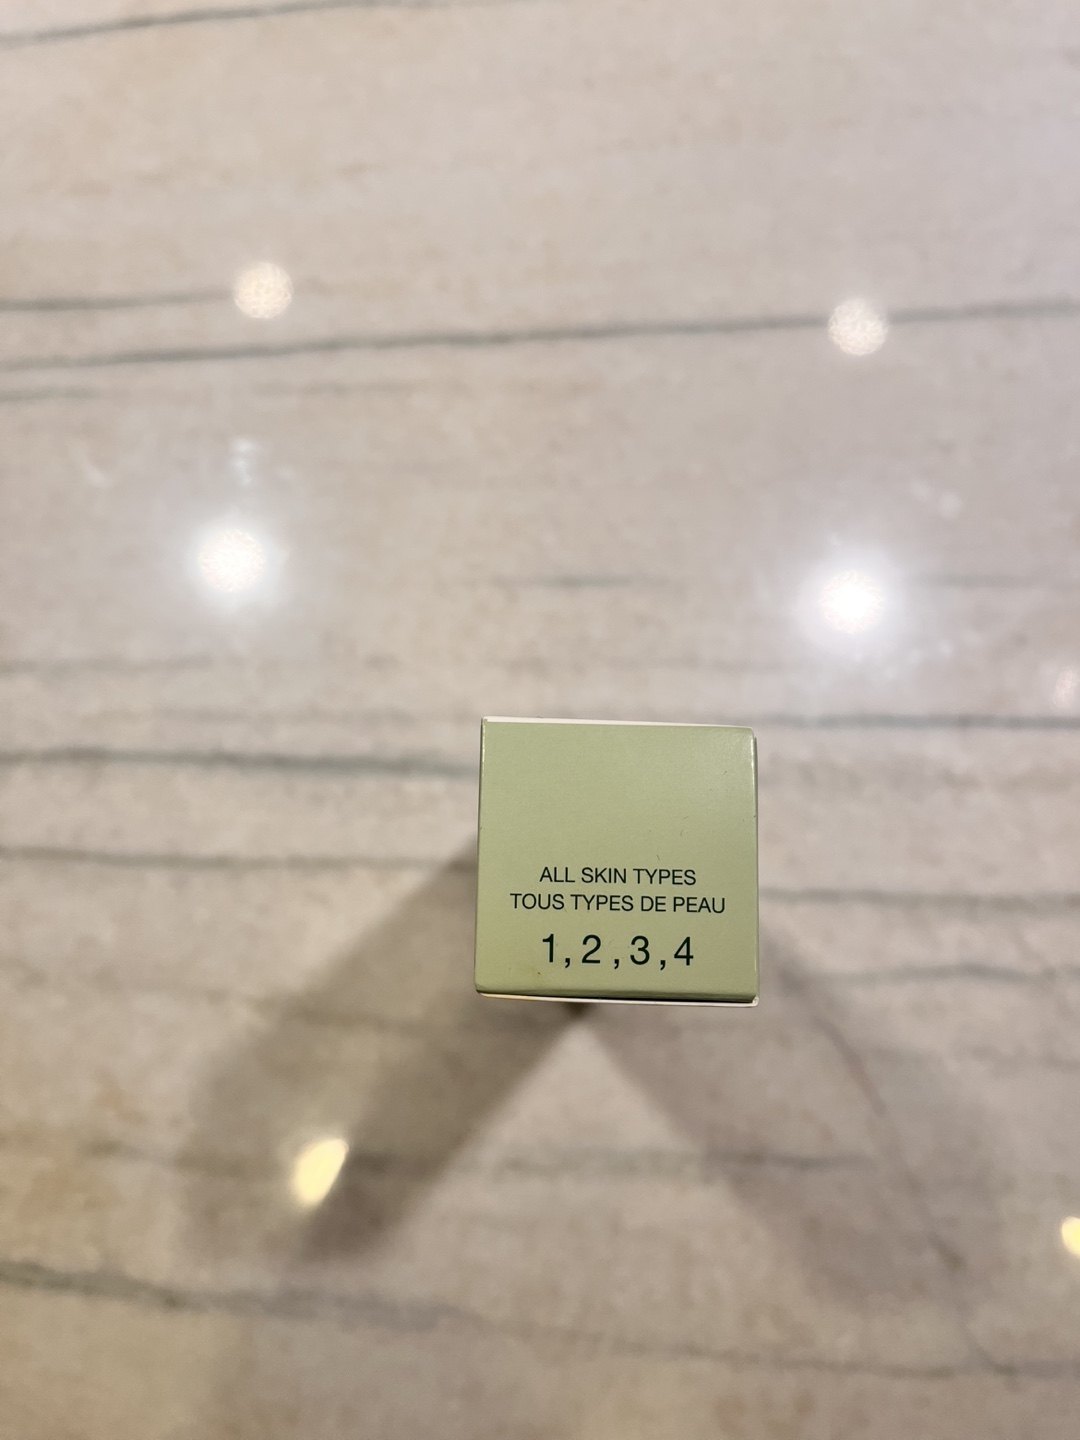 ALL SKIN TYPES
TOUS TYPES DE PEAU
1, 2 , 3 , 4